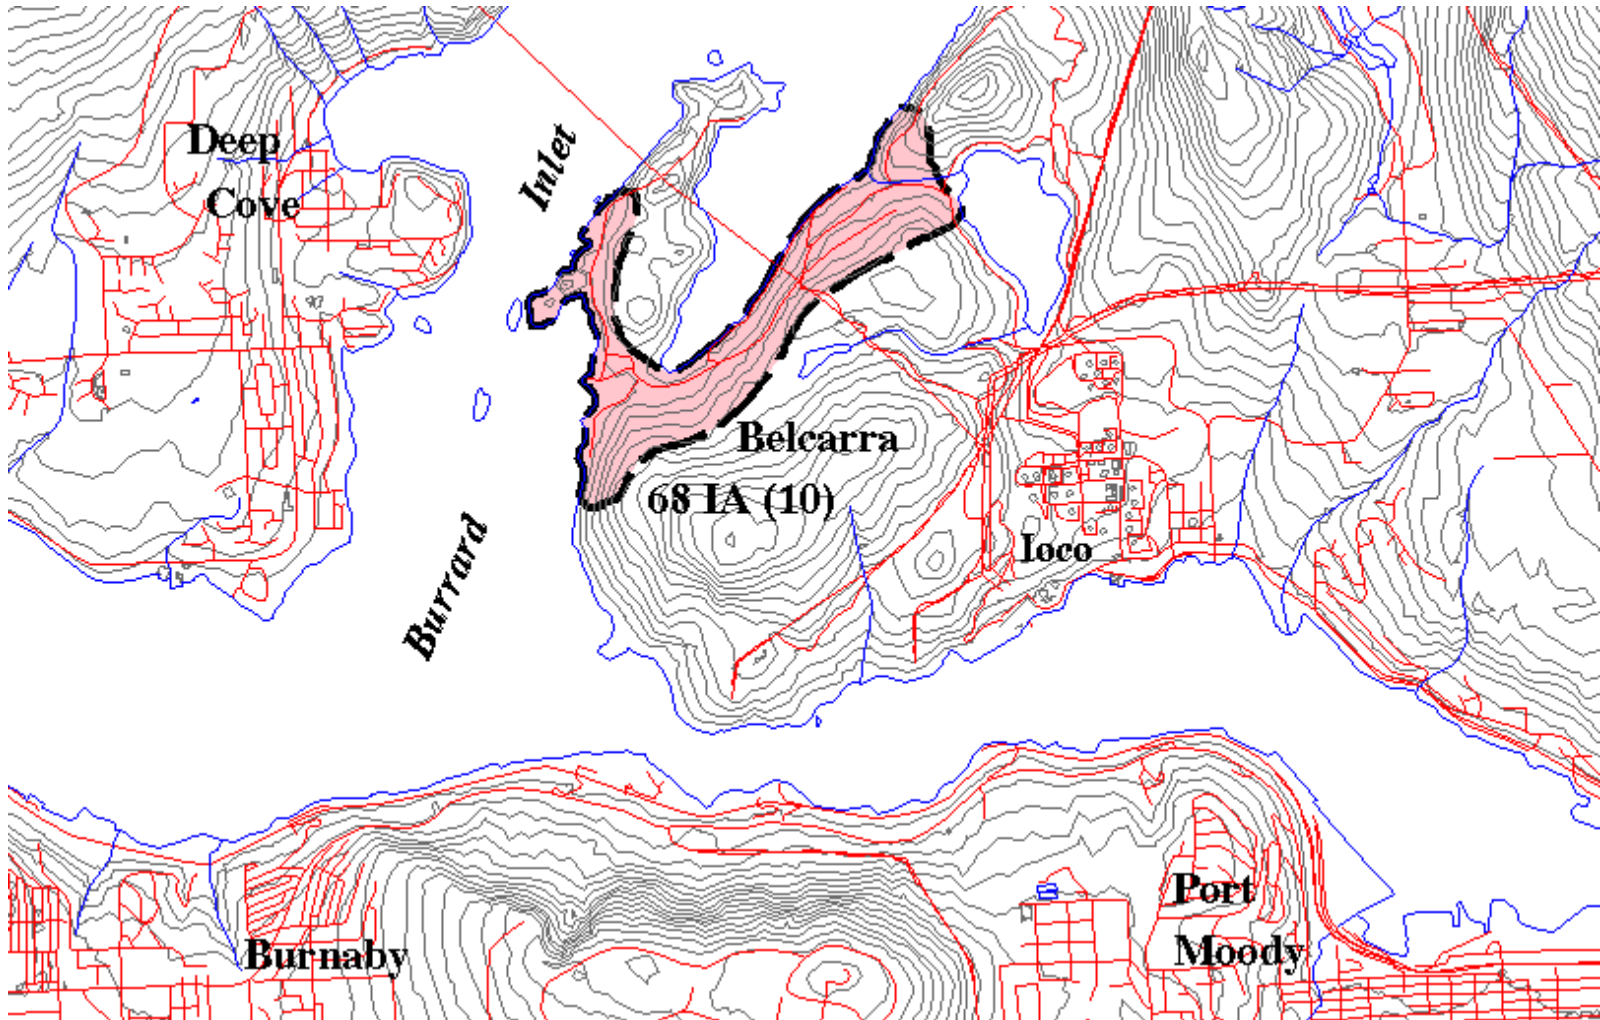 Deep
Cove
Inlet
Belcarra
68 IA (10)
Ioco
Burrard
Port
Moody
Burnaby